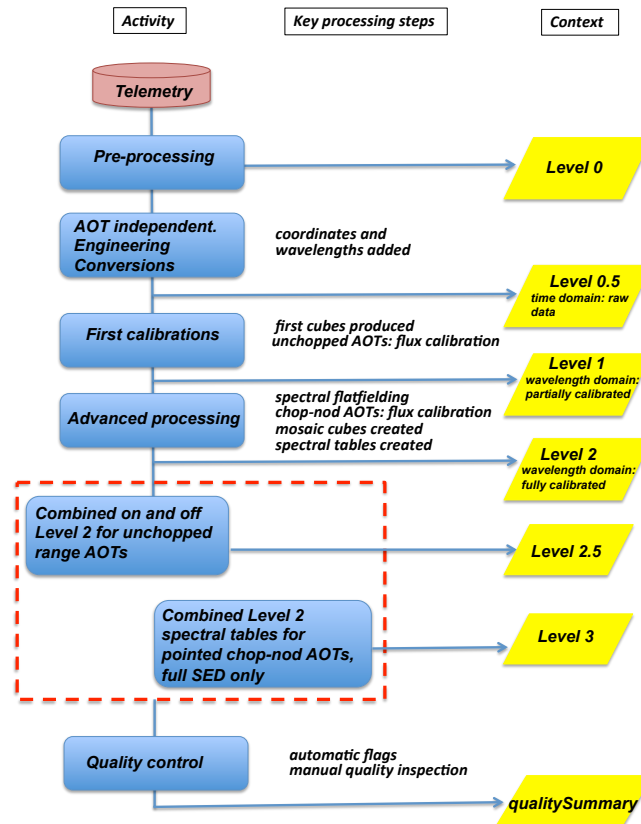 Activity
Key processing steps
Context
Telemetry
Pre-processing
Level 0
AOT independent.
Engineering
Conversions
coordinates and
wavelengths added
Level 0.5
time domain: raw
data
First calibrations
first cubes produced
unchopped AOTs: flux calibration
Level 1
wavelength domain:
partially calibrated
Advanced processing
spectral flatfielding
chop-nod AOTs: flux calibration
mosaic cubes created
spectral tables created
Level 2
wavelength domain:
fully calibrated
Combined on and off
Level 2 for unchopped
range AOTs
Level 2.5
Combined Level 2
spectral tables for
pointed chop-nod AOTs,
full SED only
Level 3
Quality control
automatic flags
manual quality inspection
qualitySummary